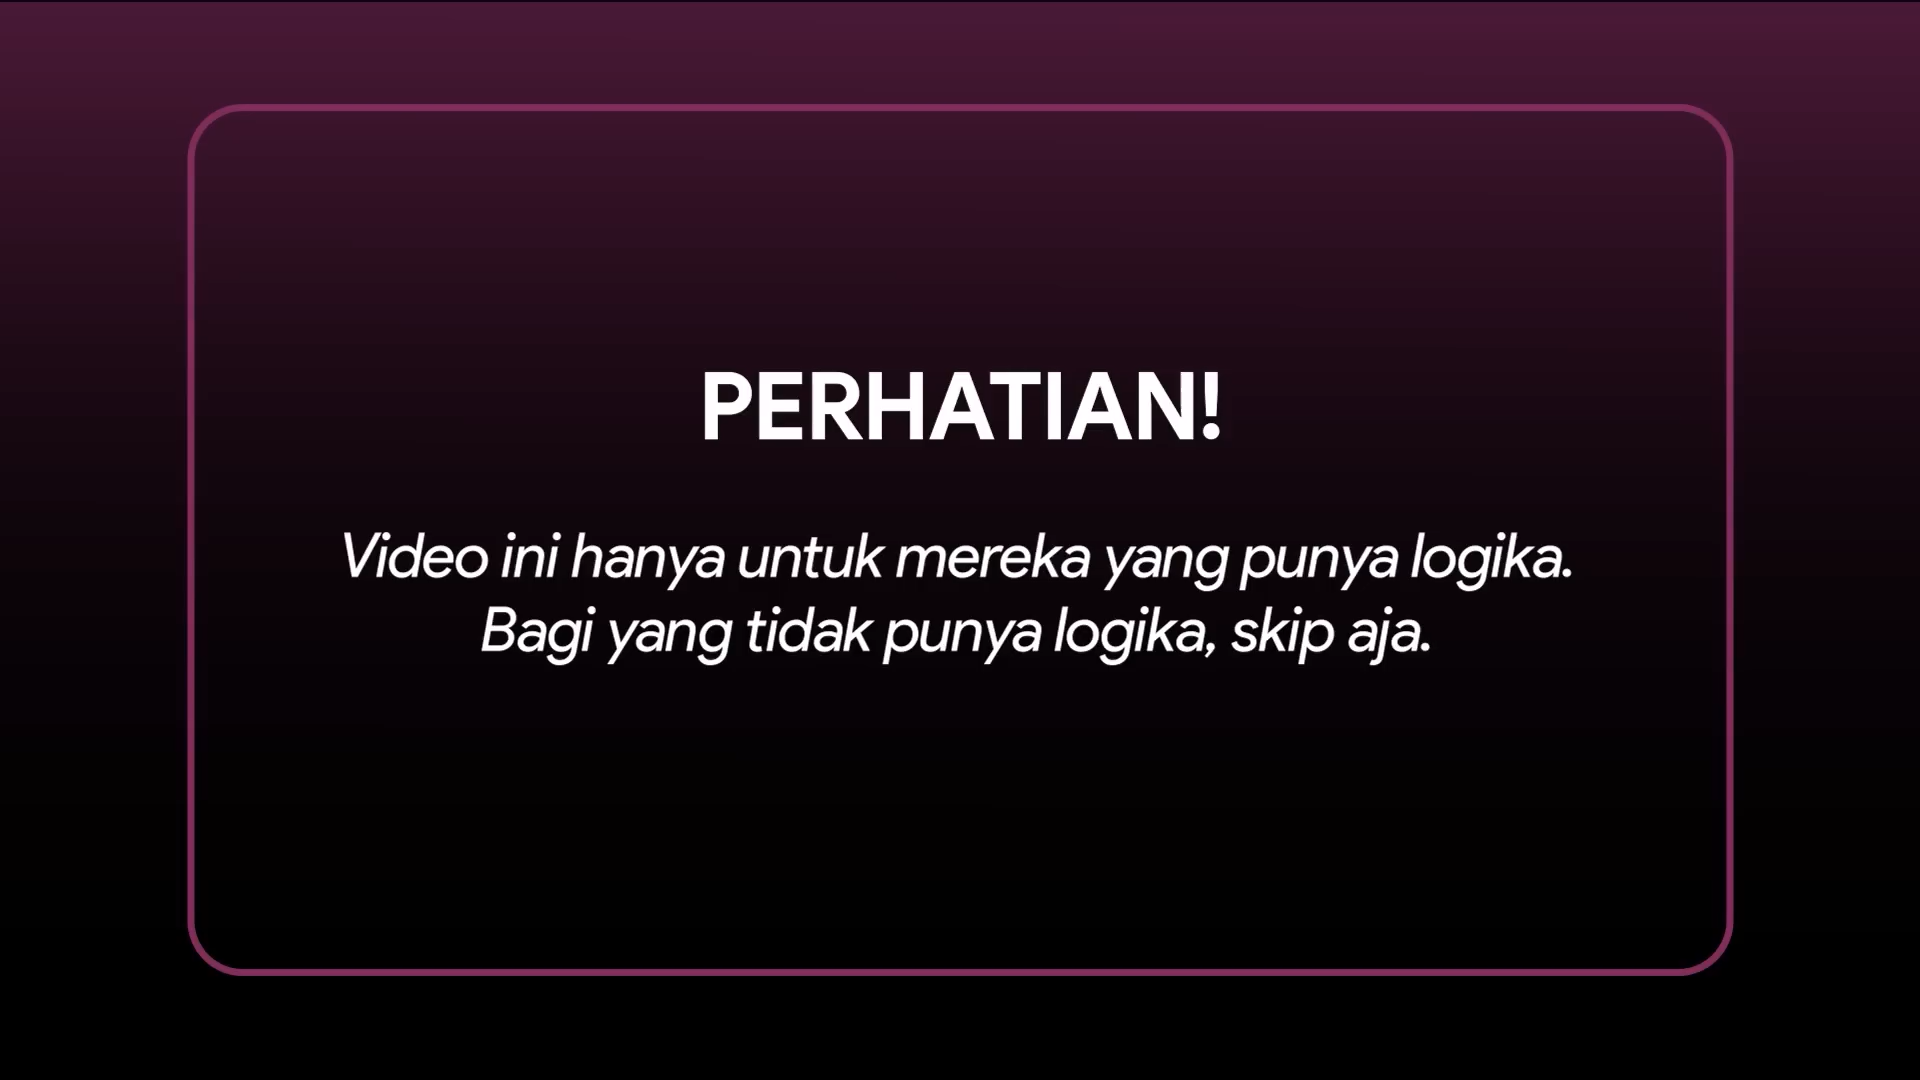 PERHATIAN!
Video ini hanya untuk mereka yang punya logika.
Bagi yang tidak punya logika, skip aja.